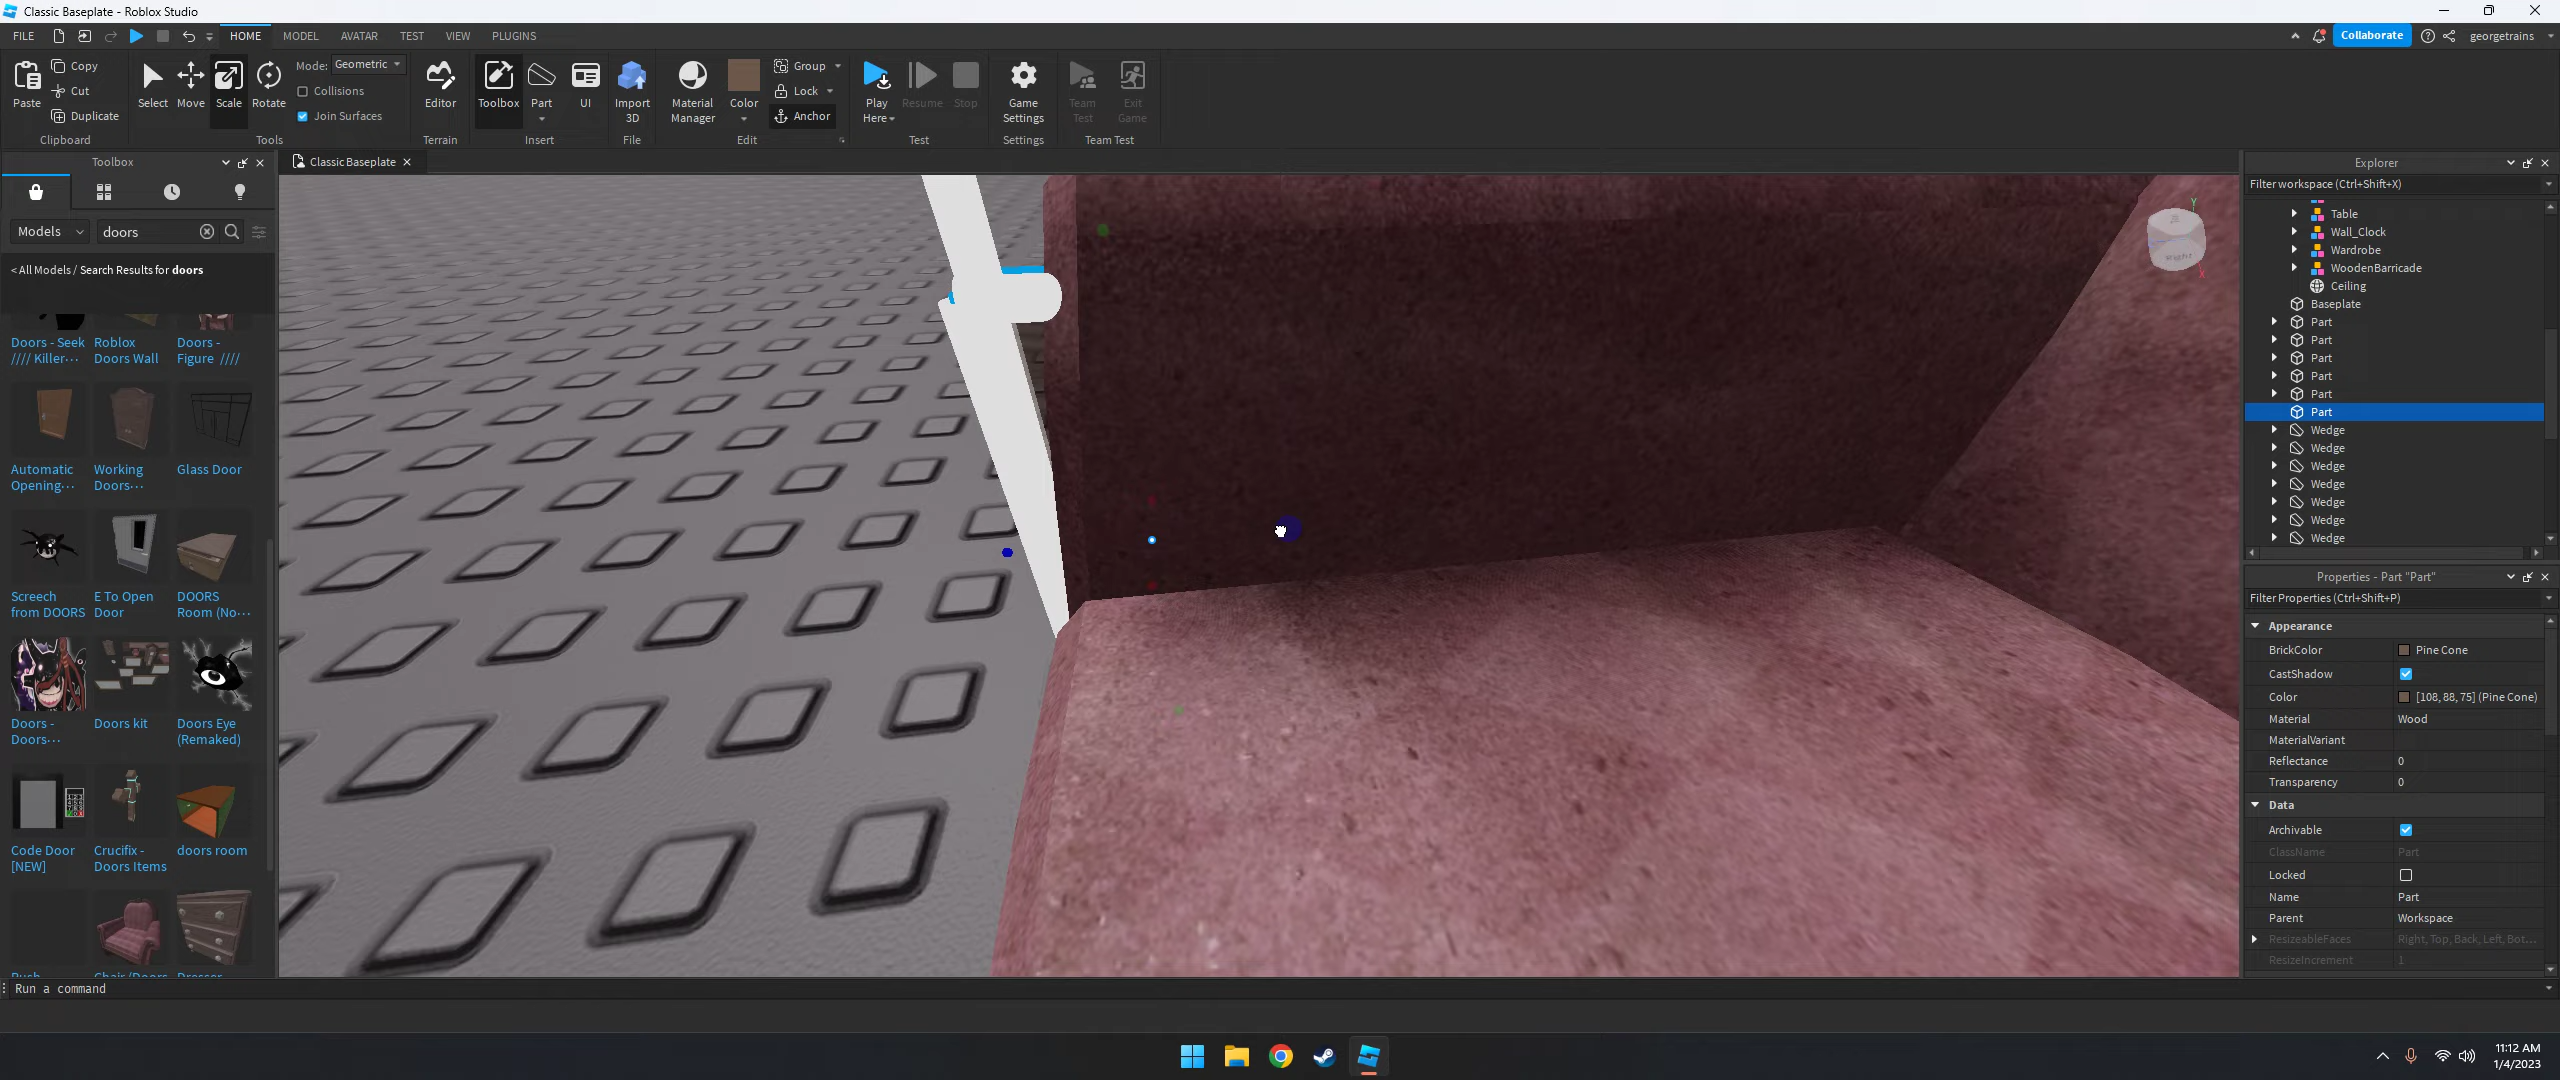 Classic Baseplate - Roblox Studio
FILE
HOME
MODEL
AVATAR
TEST
VIEW
PLUGINS
Collaborate
georgetrains
Paste
Copy
Cut
Duplicate
Clipboard
Select
Move
Scale
Rotate
Mode: Geometric
Collisions
Join Surfaces
Tools
Editor
Terrain
Toolbox
Part
UI
Insert
Import
3D
File
Material
Manager
Color
Group
Lock
Anchor
Edit
Play
Here
Resume
Stop
Test
Game
Settings
Settings
Team
Test
Exit
Game
Team Test
Toolbox
Classic Baseplate
Models
doors
< All Models / Search Results for doors
Doors - Seek
//// Killer...
Roblox
Doors Wall
Doors -
Figure ////
Automatic
Opening...
Working
Doors...
Glass Door
Screech
from DOORS
E To Open
Door
DOORS
Room (No...
Doors -
Doors...
Doors kit
Doors Eye
(Remaked)
Code Door
[NEW]
Crucifix -
Doors Items
doors room
Explorer
Filter workspace (Ctrl+Shift+X)
Table
Wall_Clock
Wardrobe
WoodenBarricade
Ceiling
Baseplate
Part
Part
Part
Part
Part
Part
Wedge
Wedge
Wedge
Wedge
Wedge
Wedge
Wedge
Properties - Part "Part"
Filter Properties (Ctrl+Shift+P)
Appearance
BrickColor Pine Cone
CastShadow
Color [108, 88, 75] (Pine Cone)
Material Wood
MaterialVariant
Reflectance 0
Transparency 0
Data
Archivable
ClassName Part
Locked
Name Part
Parent Workspace
ResizeableFaces Right, Top, Back, Left, Bot...
ResizeIncrement 1
Run a command
11:12 AM
1/4/2023